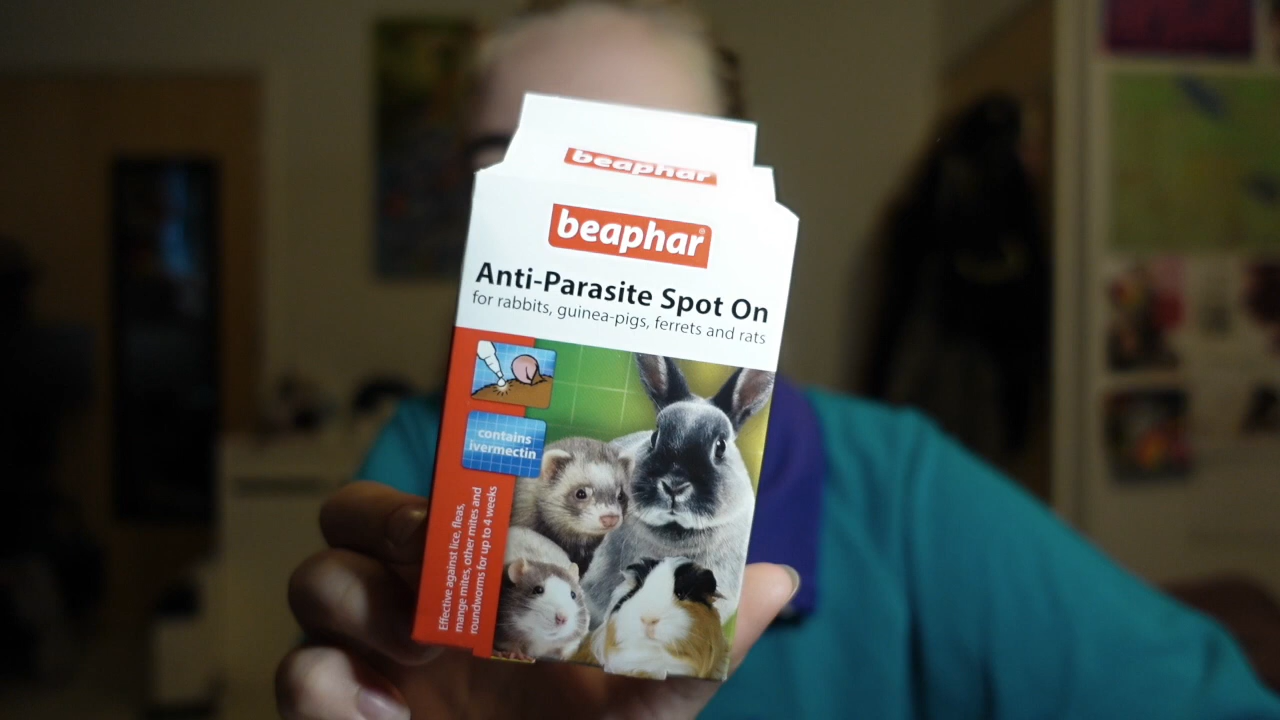 beaphar
beaphar®
Anti-Parasite Spot On
for rabbits, guinea-pigs, ferrets and rats
contains
ivermectin
Effective against lice, fleas,
mange mites, other mites and
roundworms for up to 4 weeks